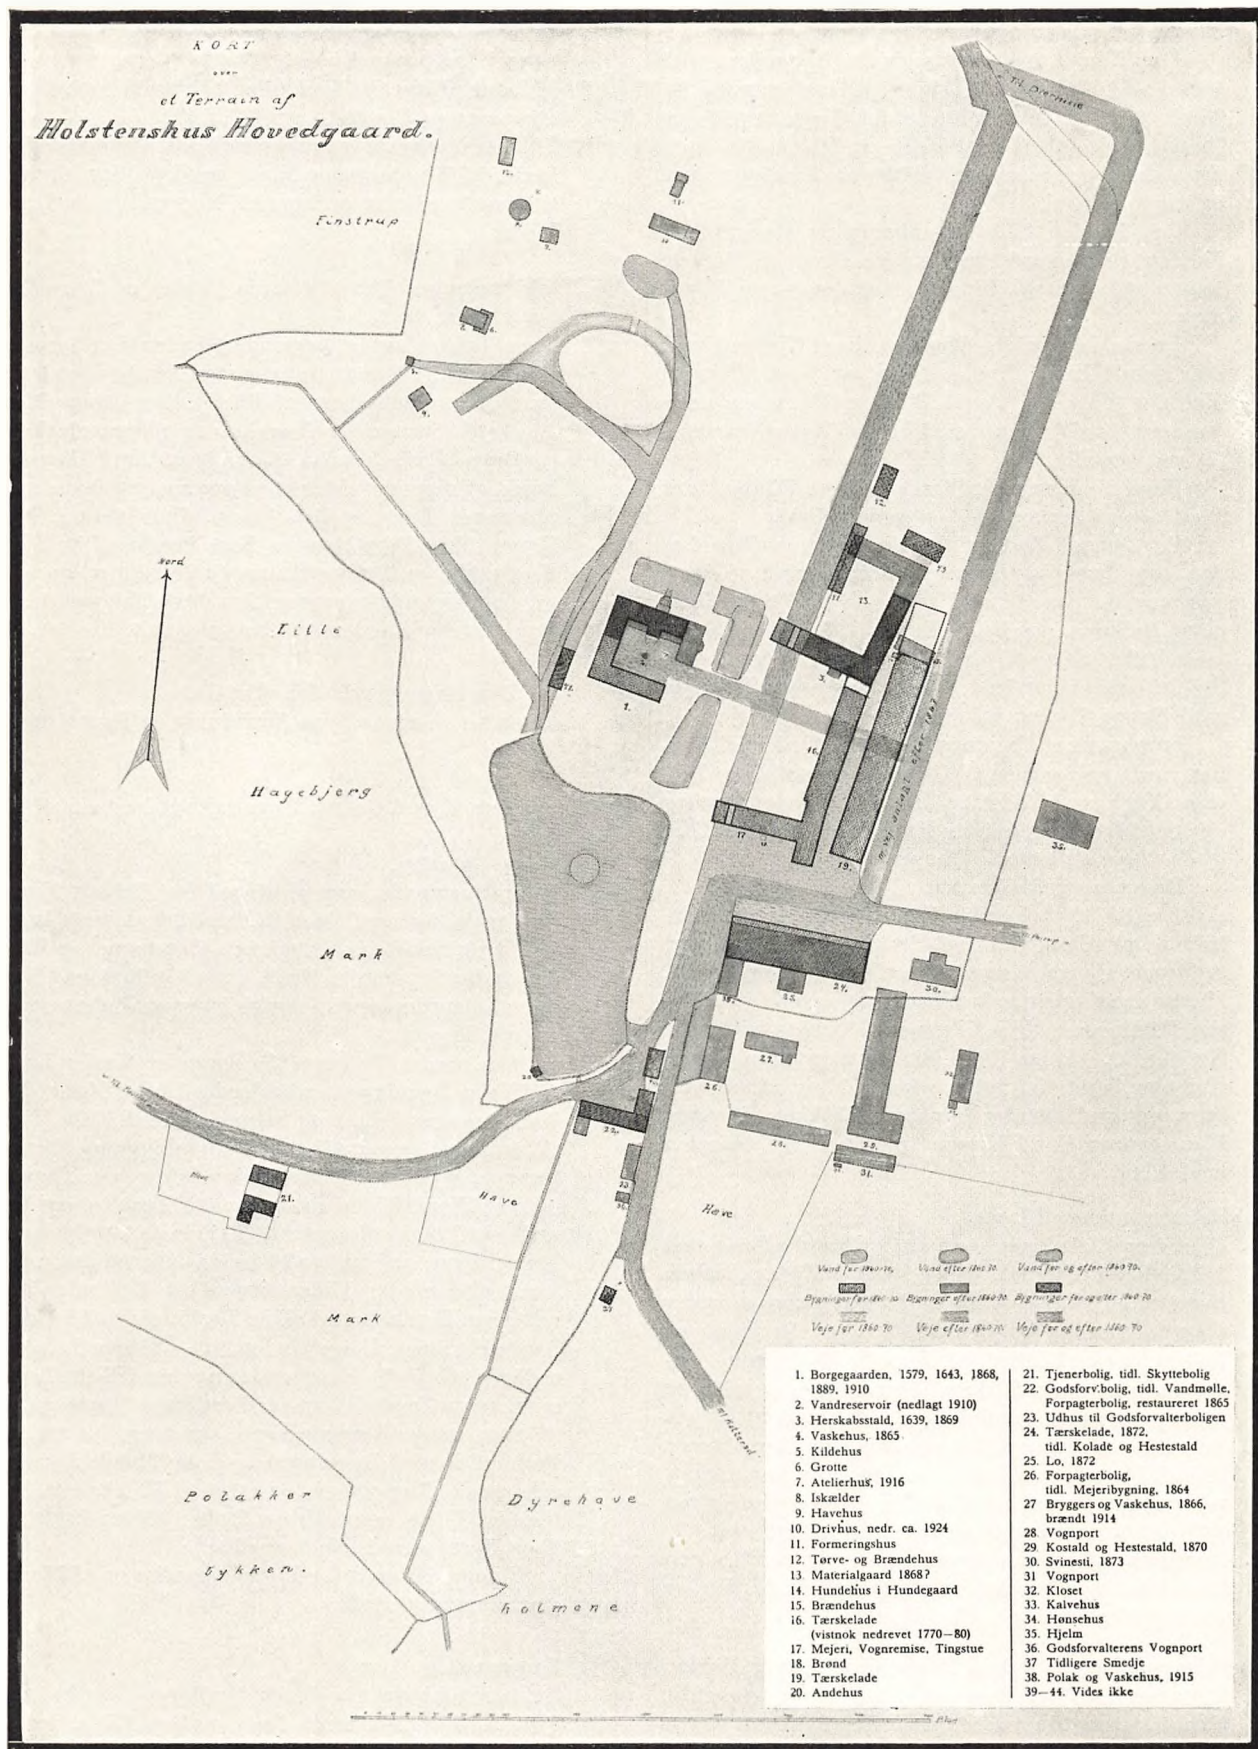 KORT
over
et Terrain af
Holstenshus Hovedgaard.
Finstrup
Nord
Lille
Hagebjerg
Mark
Have
Have
Mark
Polakker
Lykken.
Dyrehave
holmene
ny Vej anlagt efter 1867
Vand før 1860-70. Vand efter 1860-70. Vand før og efter 1860-70.
Bygninger før 1860-70 Bygninger efter 1860-70. Bygninger før og efter 1860-70
Veje før 1860-70 Veje efter 1860-70. Veje før og efter 1860-70
1. Borgegaarden, 1579, 1643, 1868,
1889, 1910
2. Vandreservoir (nedlagt 1910)
3. Herskabsstald, 1639, 1869
4. Vaskehus, 1865
5. Kildehus
6. Grotte
7. Atelierhus, 1916
8. Iskælder
9. Havehus
10. Drivhus, nedr. ca. 1924
11. Formeringshus
12. Tørve- og Brændehus
13. Materialgaard 1868?
14. Hundehus i Hundegaard
15. Brændehus
16. Tærskelade
(vistnok nedrevet 1770—80)
17. Mejeri, Vognremise, Tingstue
18. Brønd
19. Tærskelade
20. Andehus
21. Tjenerbolig, tidl. Skyttebolig
22. Godsforv.bolig, tidl. Vandmølle,
Forpagterbolig, restaureret 1865
23. Udhus til Godsforvalterboligen
24. Tærskelade, 1872,
tidl. Kolade og Hestestald
25. Lo, 1872
26. Forpagterbolig,
tidl. Mejeribygning, 1864
27 Bryggers og Vaskehus, 1866,
brændt 1914
28. Vognport
29. Kostald og Hestestald, 1870
30. Svinesti, 1873
31 Vognport
32. Kloset
33. Kalvehus
34. Hønsehus
35. Hjelm
36. Godsforvalterens Vognport
37 Tidligere Smedje
38. Polak og Vaskehus, 1915
39—44. Vides ikke